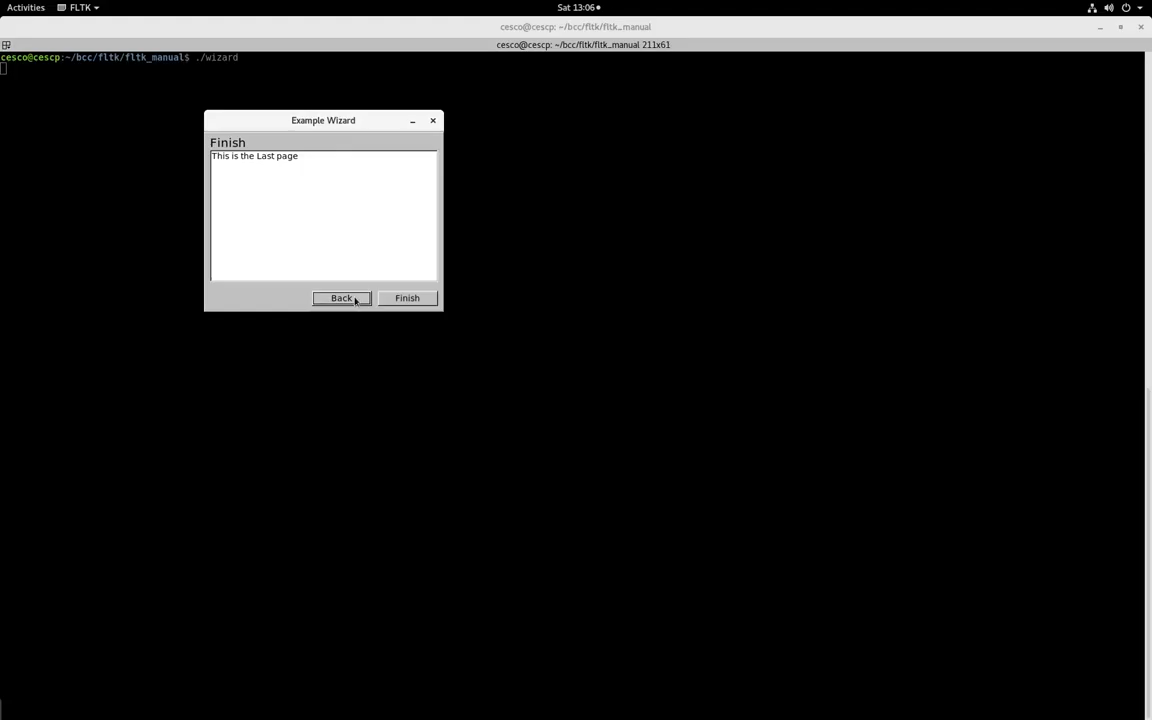 Activities FLTK Sat 13:06
cesco@cescp: ~/bcc/fltk/fltk_manual
cesco@cescp: ~/bcc/fltk/fltk_manual 211x61
cesco@cescp:~/bcc/fltk/fltk_manual$ ./wizard
Example Wizard
Finish
This is the Last page
Back Finish